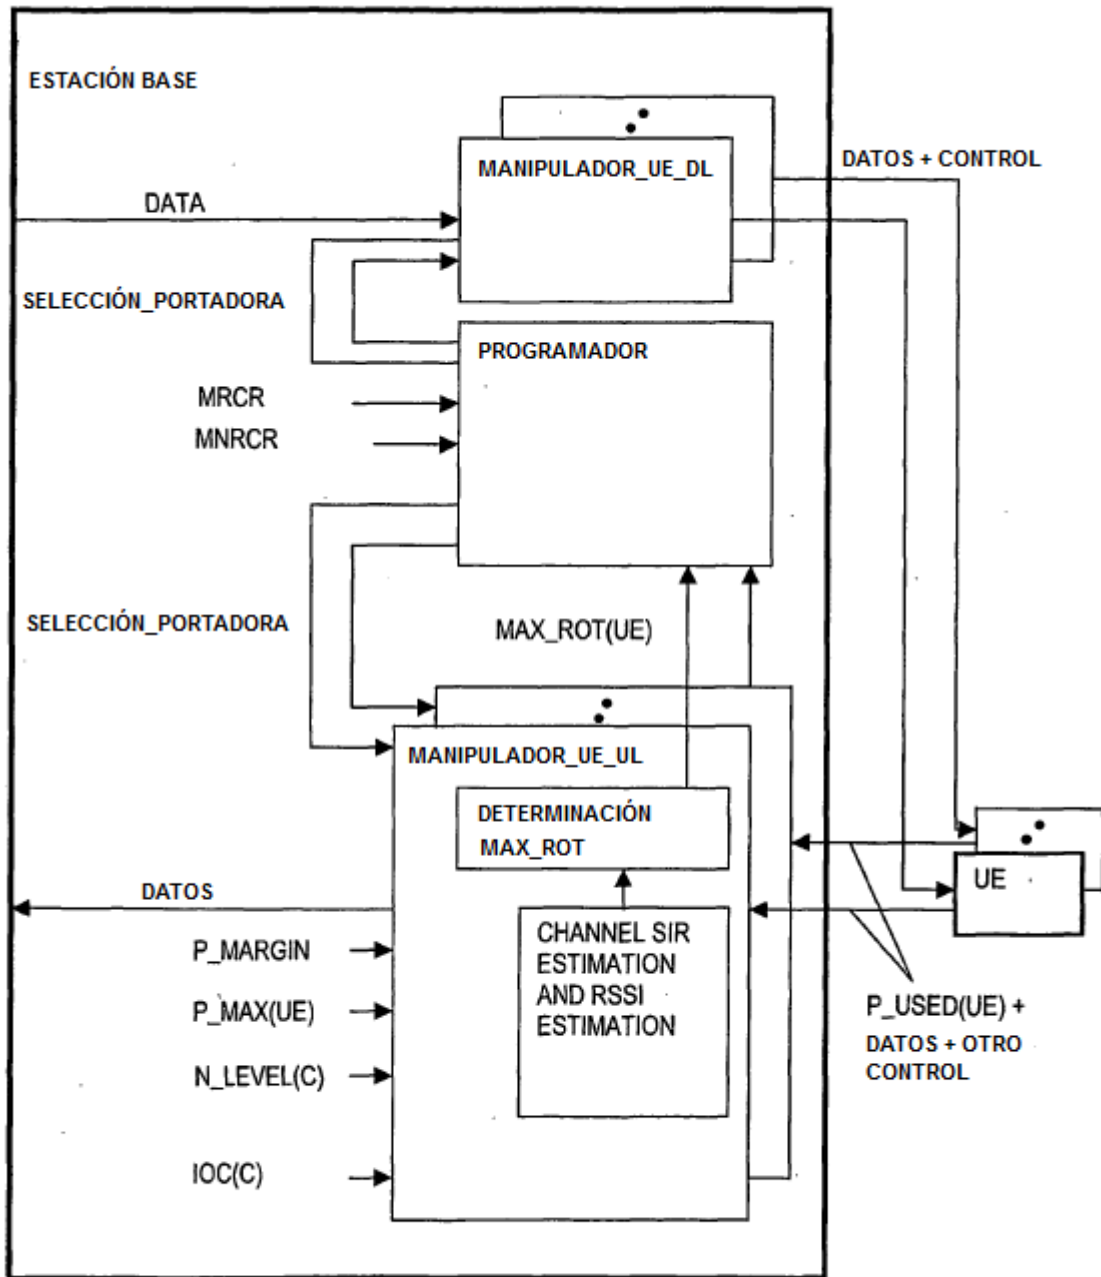 ESTACIÓN BASE
MANIPULADOR_UE_DL
DATOS + CONTROL
DATA
SELECCIÓN_PORTADORA
PROGRAMADOR
MRCR
MNRCR
SELECCIÓN_PORTADORA
MAX_ROT(UE)
MANIPULADOR_UE_UL
DETERMINACIÓN
MAX_ROT
UE
DATOS
CHANNEL SIR
ESTIMATION
AND RSSI
ESTIMATION
P_MARGIN
P_MAX(UE)
N_LEVEL(C)
IOC(C)
P_USED(UE) +
DATOS + OTRO
CONTROL